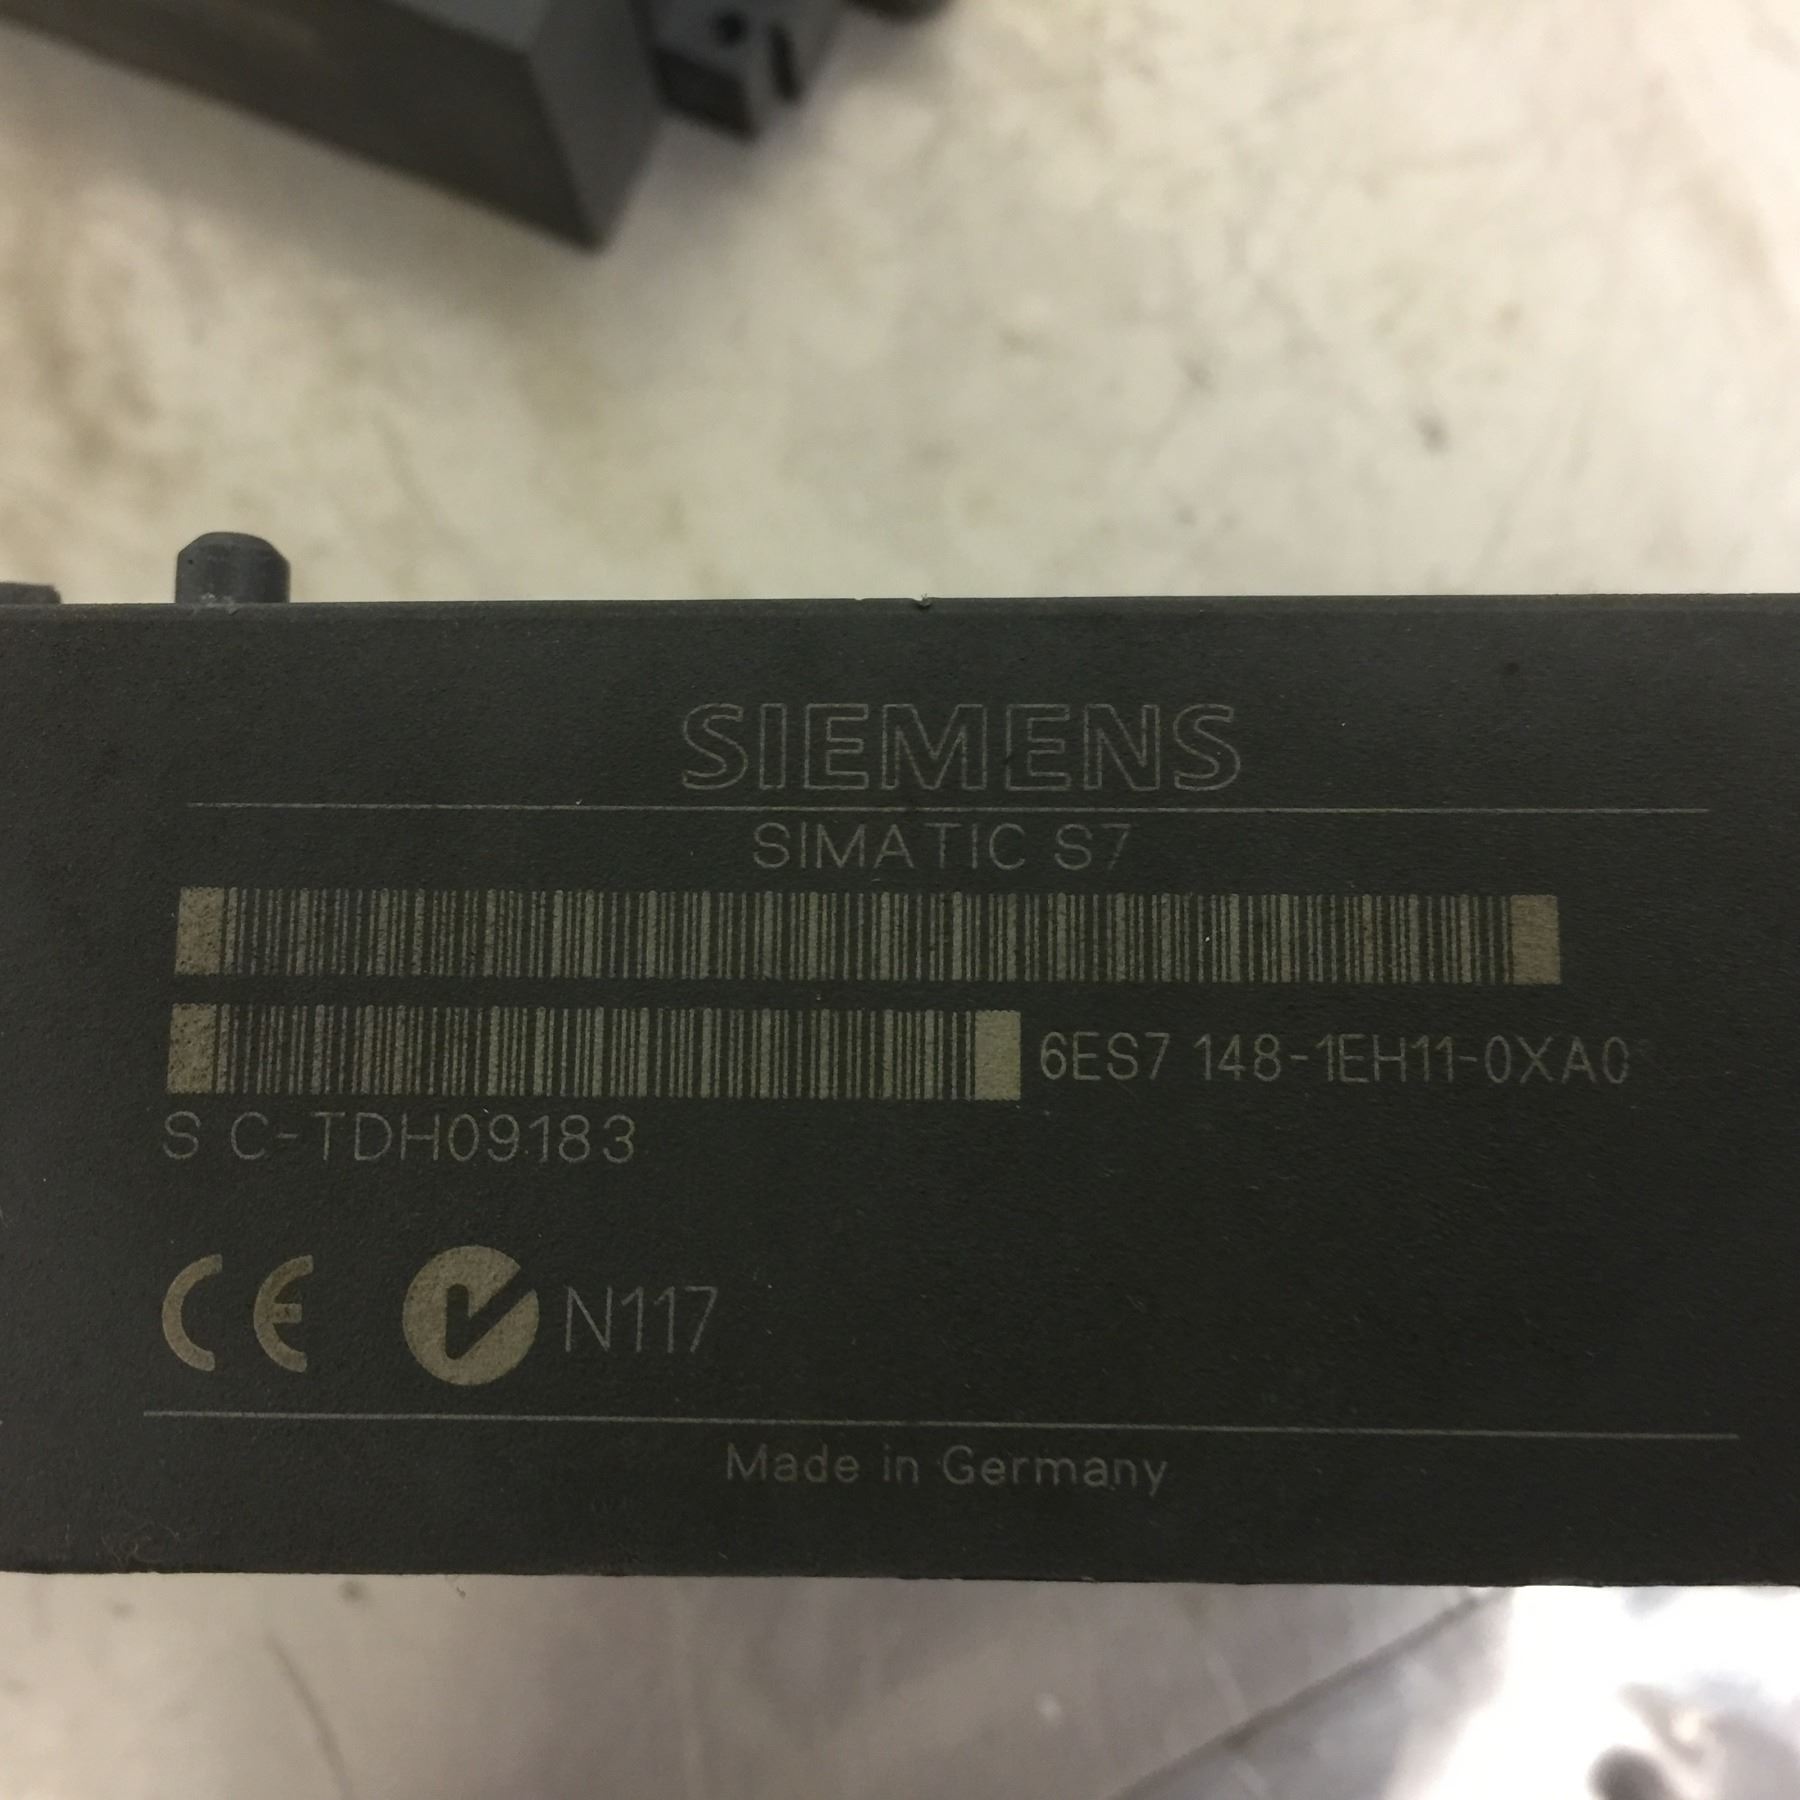 SIEMENS
SIMATIC S7
6ES7 148-1EH11-0XA0
S C-TDH09183
CE N117
Made in Germany